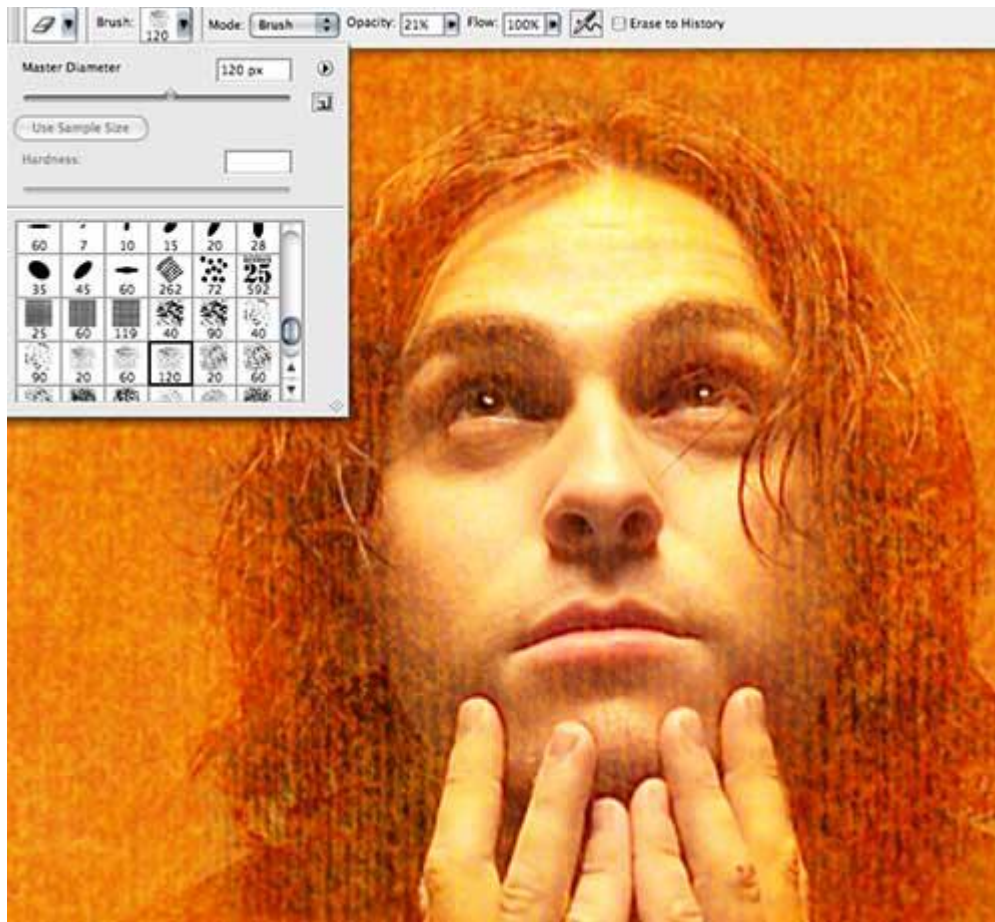 Brush: 120 Mode: Brush Opacity: 21% Flow: 100% Erase to History
Master Diameter 120 px
Use Sample Size
Hardness:
60 7 10 15 20 28
25
35 45 60 262 72 592
25 60 119 40 90 40
90 20 60 120 20 60